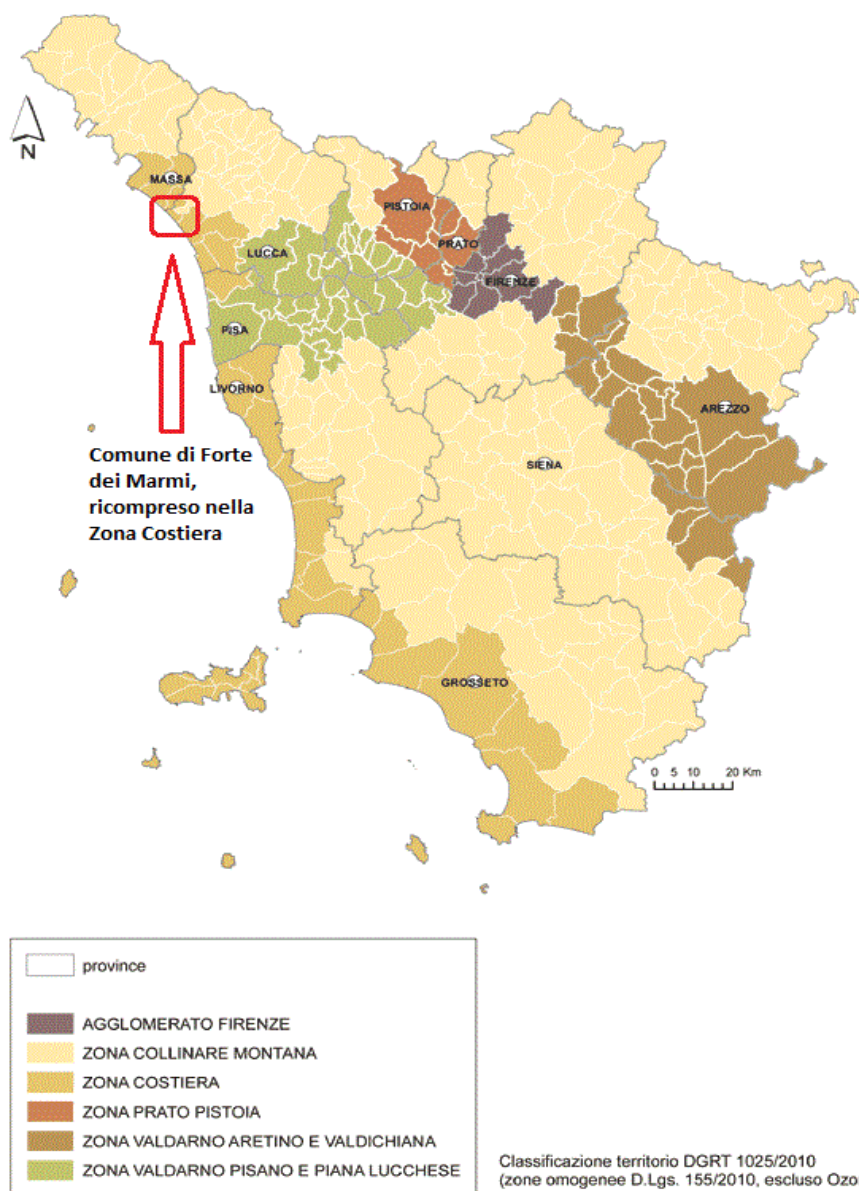 N
MASSA
PISTOIA
PRATO
LUCCA
FIRENZE
PISA
LIVORNO
AREZZO
Comune di Forte
dei Marmi,
ricompreso nella
Zona Costiera
SIENA
GROSSETO
0 5 10 20 Km
province
AGGLOMERATO FIRENZE
ZONA COLLINARE MONTANA
ZONA COSTIERA
ZONA PRATO PISTOIA
ZONA VALDARNO ARETINO E VALDICHIANA
ZONA VALDARNO PISANO E PIANA LUCCHESE
Classificazione territorio DGRT 1025/2010
(zone omogenee D.Lgs. 155/2010, escluso Ozo